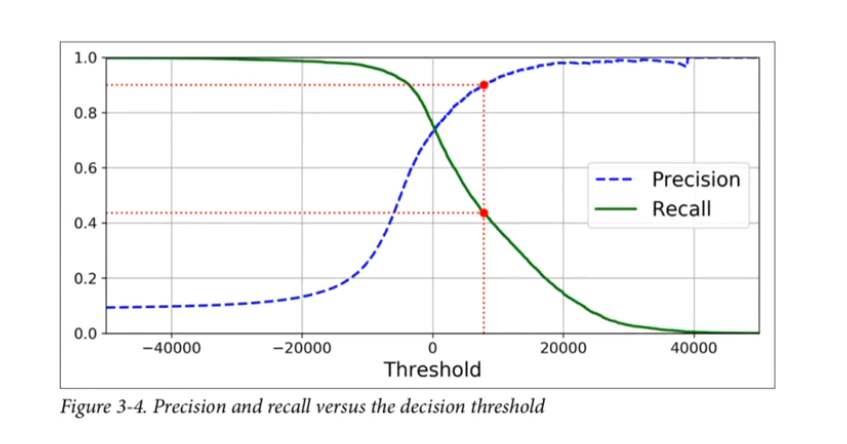 1.0
0.8
0.6
0.4
0.2
0.0
Precision
Recall
−40000 −20000 0 20000 40000
Threshold
Figure 3-4. Precision and recall versus the decision threshold